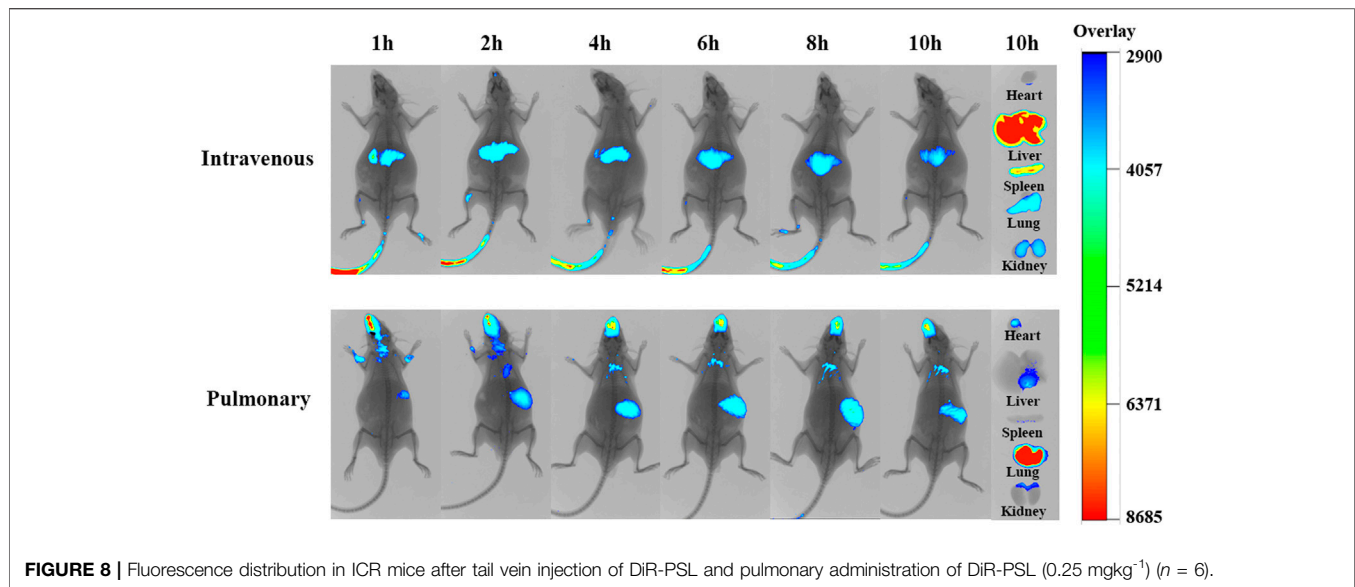 1h 2h 4h 6h 8h 10h 10h Overlay
2900
Heart
Intravenous
Liver
Spleen
4057
Lung
Kidney
5214
Heart
Pulmonary
6371
Liver
Spleen
Lung
Kidney
8685
FIGURE 8 | Fluorescence distribution in ICR mice after tail vein injection of DiR-PSL and pulmonary administration of DiR-PSL (0.25 mgkg⁻¹) (n = 6).